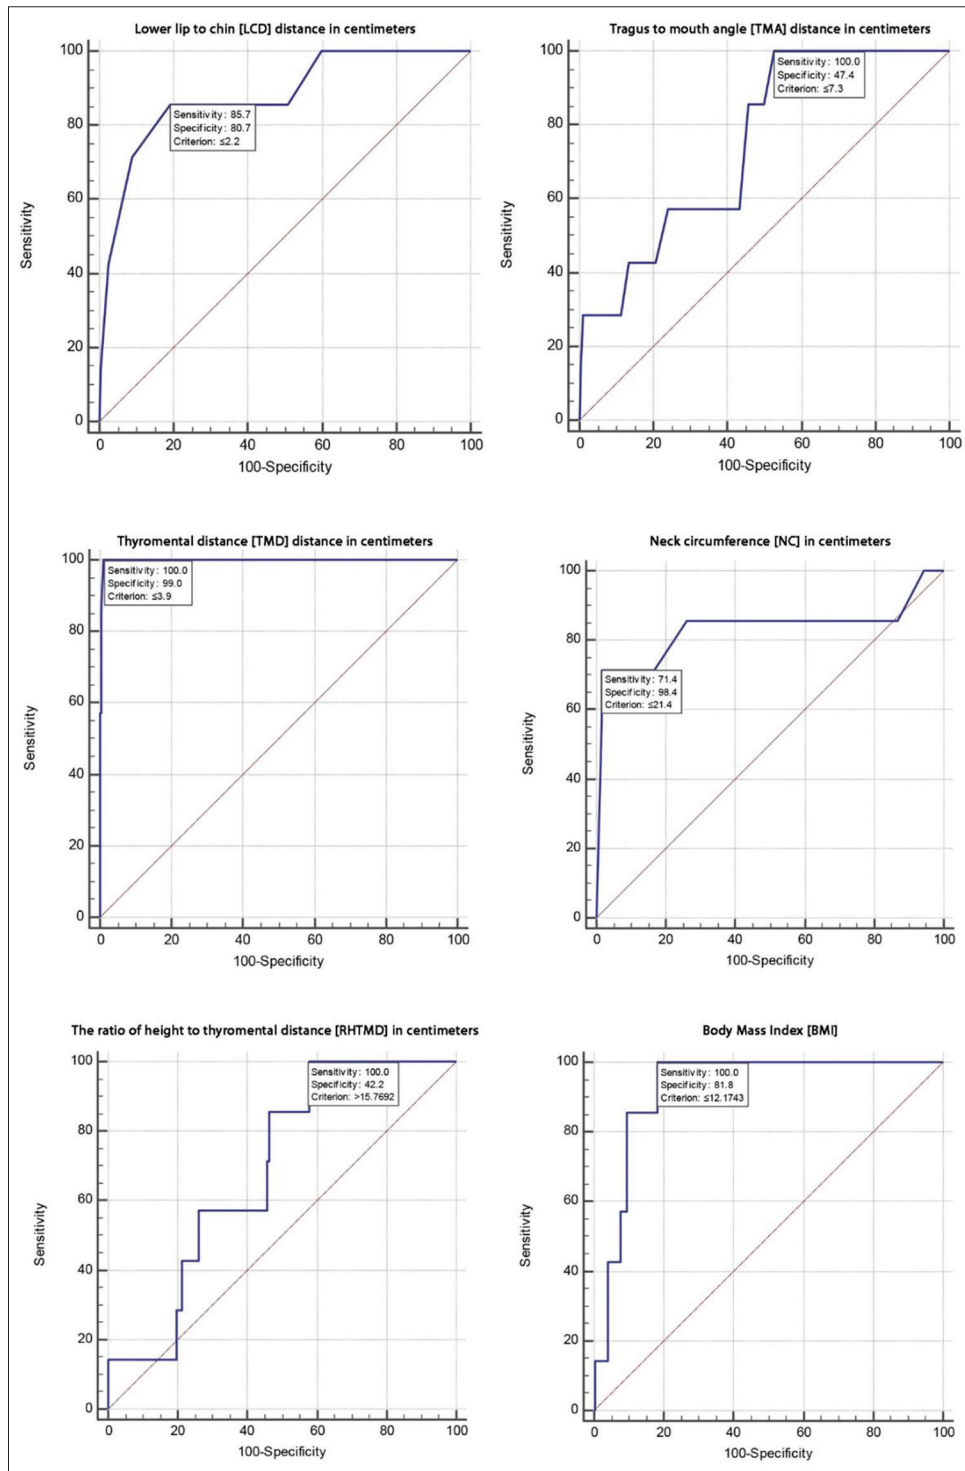 Lower lip to chin [LCD] distance in centimeters
100
80
60
40
20
0
Sensitivity
Sensitivity: 85.7
Specificity: 80.7
Criterion: ≤2.2
0 20 40 60 80 100
100-Specificity
Tragus to mouth angle [TMA] distance in centimeters
100
80
60
40
20
0
Sensitivity
Sensitivity: 100.0
Specificity: 47.4
Criterion: ≤7.3
0 20 40 60 80 100
100-Specificity
Thyromental distance [TMD] distance in centimeters
100
80
60
40
20
0
Sensitivity
Sensitivity: 100.0
Specificity: 99.0
Criterion: ≤3.9
0 20 40 60 80 100
100-Specificity
Neck circumference [NC] in centimeters
100
80
60
40
20
0
Sensitivity
Sensitivity: 71.4
Specificity: 98.4
Criterion: ≤21.4
0 20 40 60 80 100
100-Specificity
The ratio of height to thyromental distance [RHTMD] in centimeters
100
80
60
40
20
0
Sensitivity
Sensitivity: 100.0
Specificity: 42.2
Criterion: >15.7692
0 20 40 60 80 100
100-Specificity
Body Mass Index [BMI]
100
80
60
40
20
0
Sensitivity
Sensitivity: 100.0
Specificity: 81.8
Criterion: ≤12.1743
0 20 40 60 80 100
100-Specificity